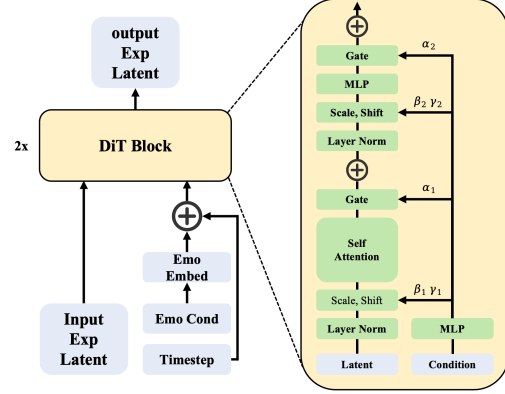 output
Exp
Latent
2x
DiT Block
Emo
Embed
Emo Cond
Timestep
Input
Exp
Latent
Gate
α₂
MLP
Scale, Shift
β₂ γ₂
Layer Norm
Gate
α₁
Self
Attention
Scale, Shift
β₁ γ₁
Layer Norm
MLP
Latent
Condition